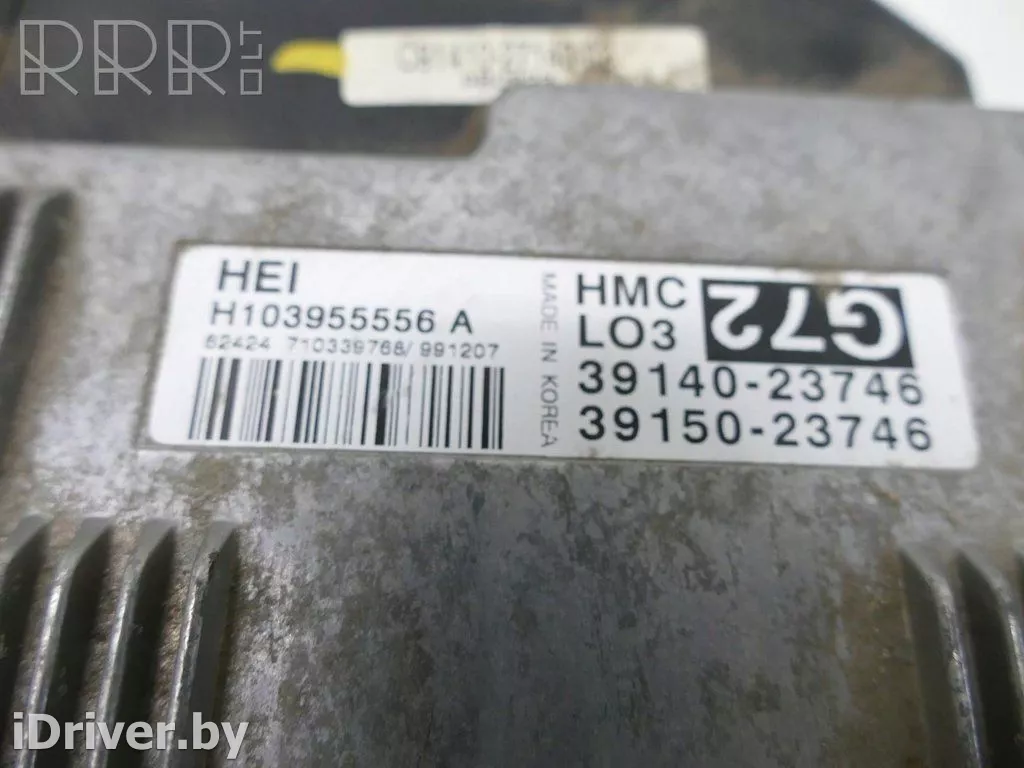 RRR.LT
HEI
H103955556 A
62424 710339768/991207
MADE IN KOREA
HMC
LO3
G72
39140-23746
39150-23746
iDriver.by